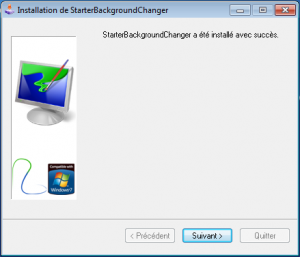 Installation de StarterBackgroundChanger
StarterBackgroundChanger a été installé avec succès.
Compatible with
Windows 7
< Précédent
Suivant >
Quitter